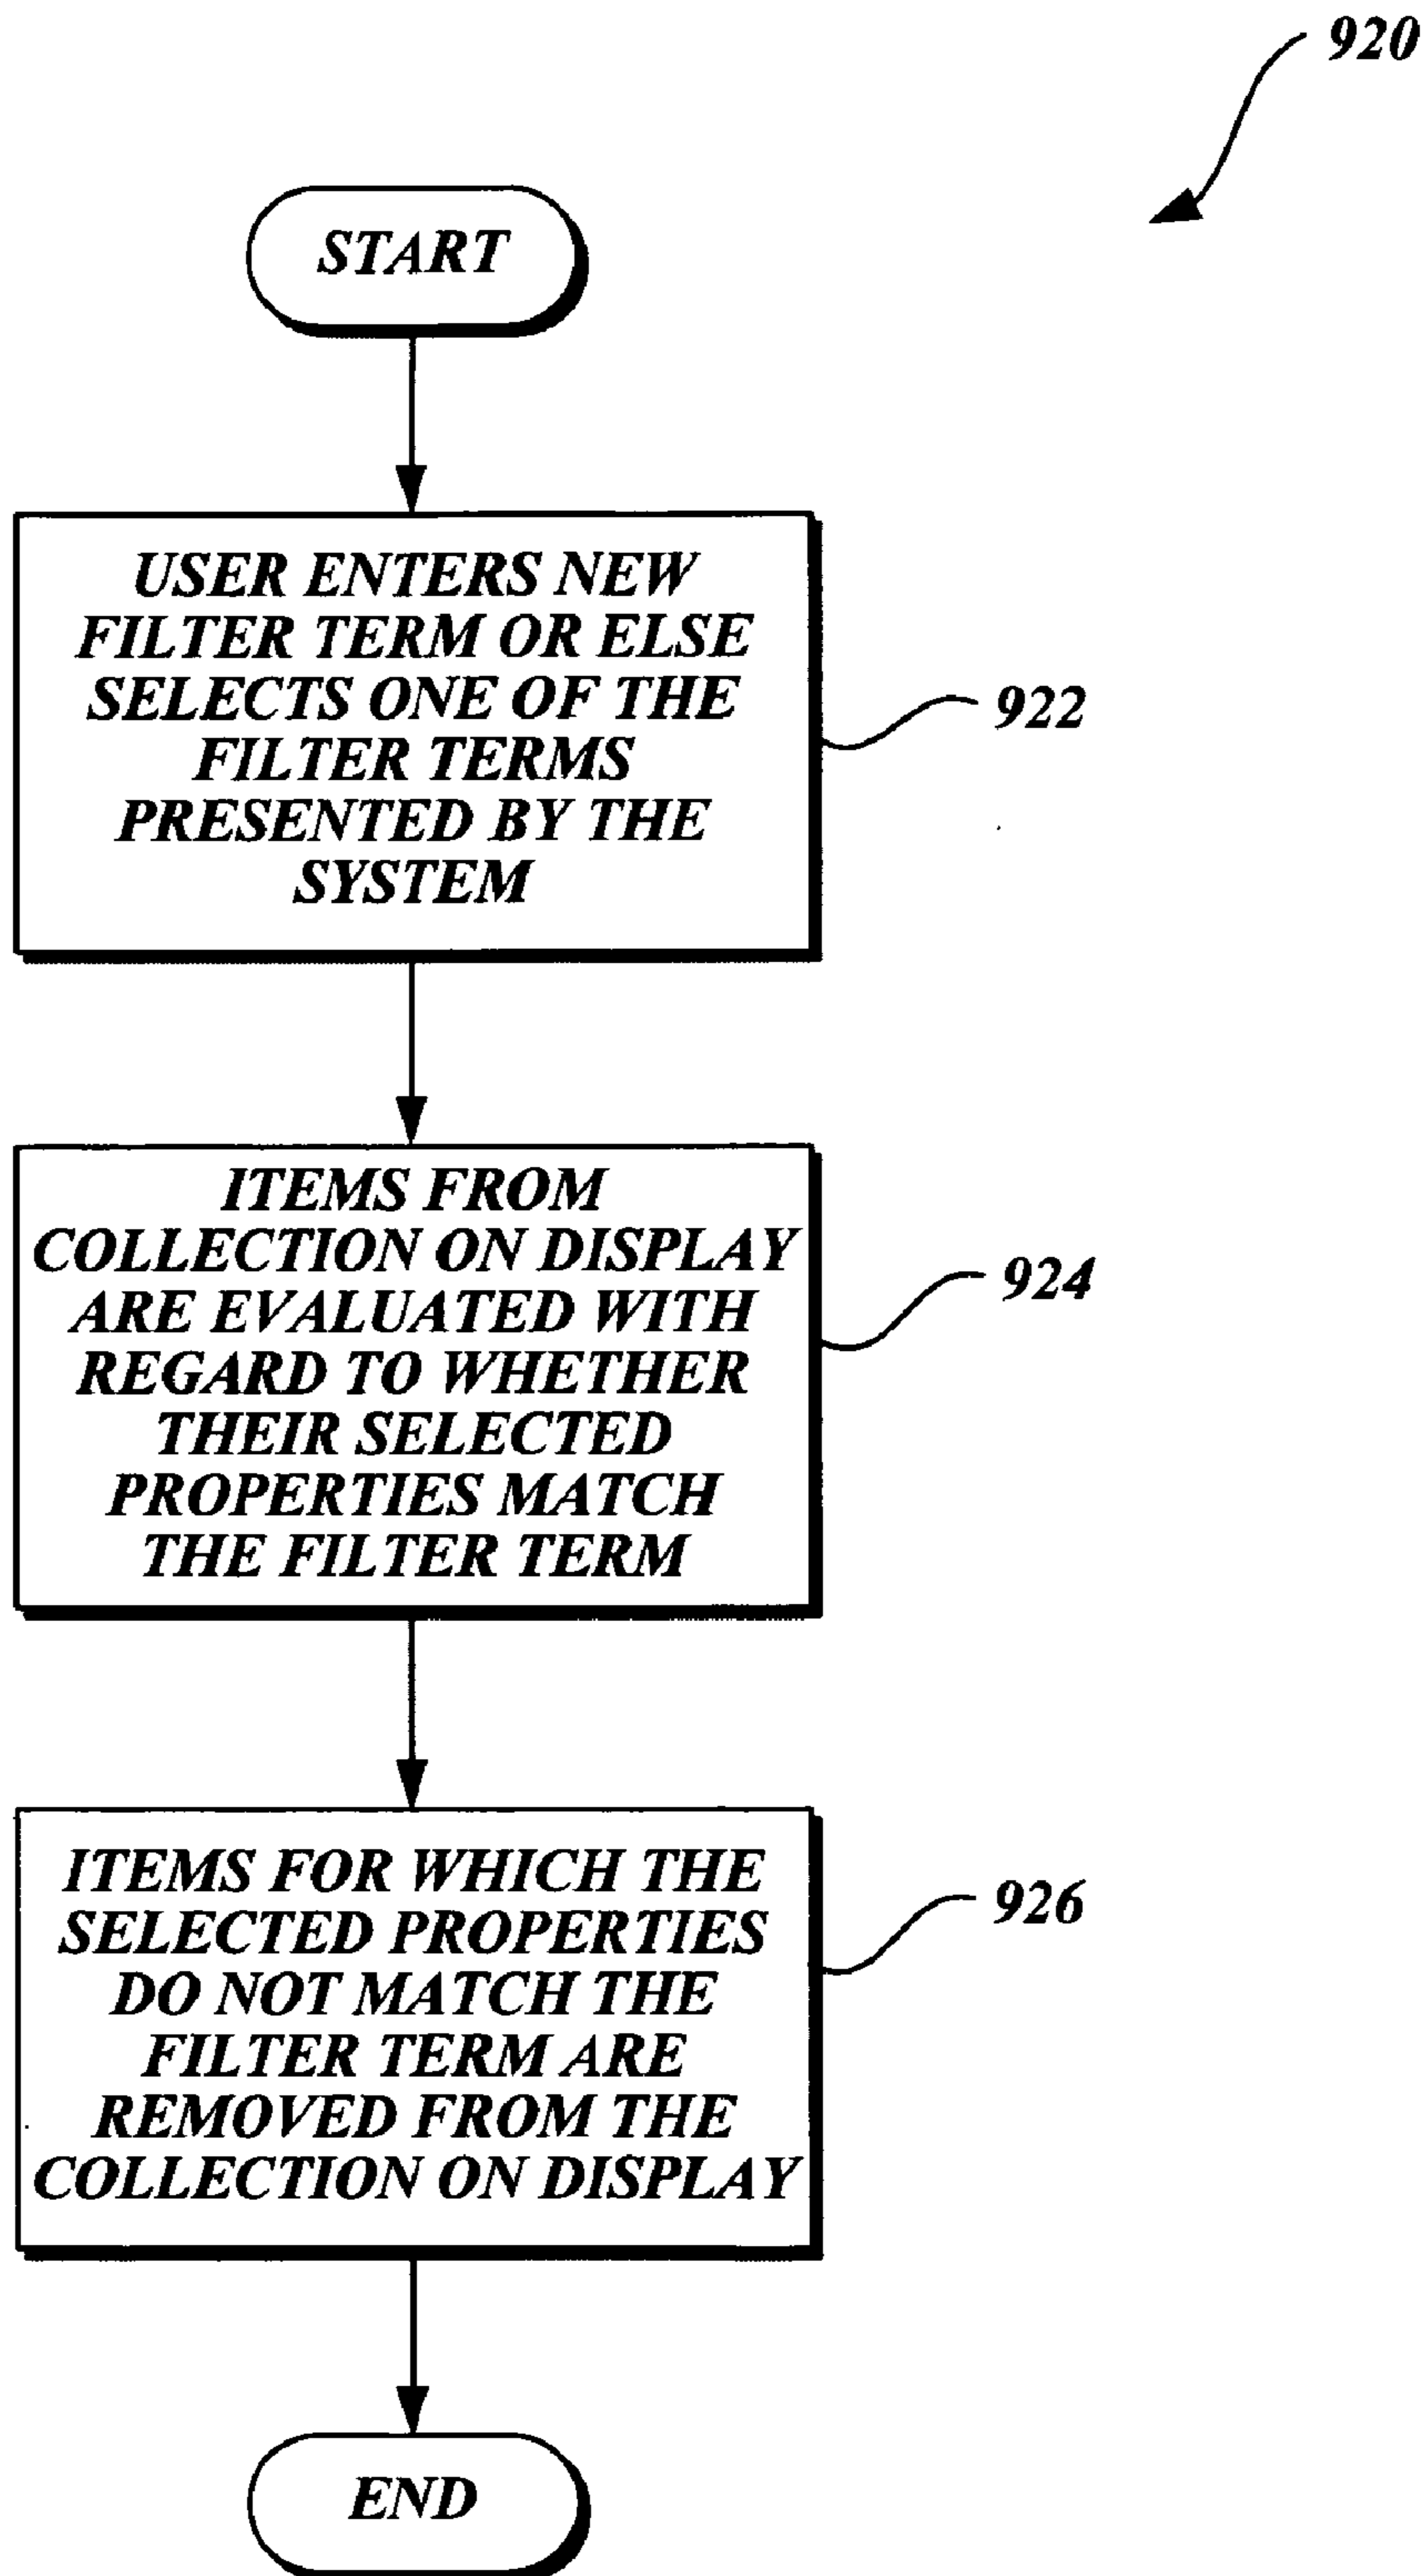 920
START
USER ENTERS NEW
FILTER TERM OR ELSE
SELECTS ONE OF THE
FILTER TERMS
PRESENTED BY THE
SYSTEM
922
ITEMS FROM
COLLECTION ON DISPLAY
ARE EVALUATED WITH
REGARD TO WHETHER
THEIR SELECTED
PROPERTIES MATCH
THE FILTER TERM
924
ITEMS FOR WHICH THE
SELECTED PROPERTIES
DO NOT MATCH THE
FILTER TERM ARE
REMOVED FROM THE
COLLECTION ON DISPLAY
926
END